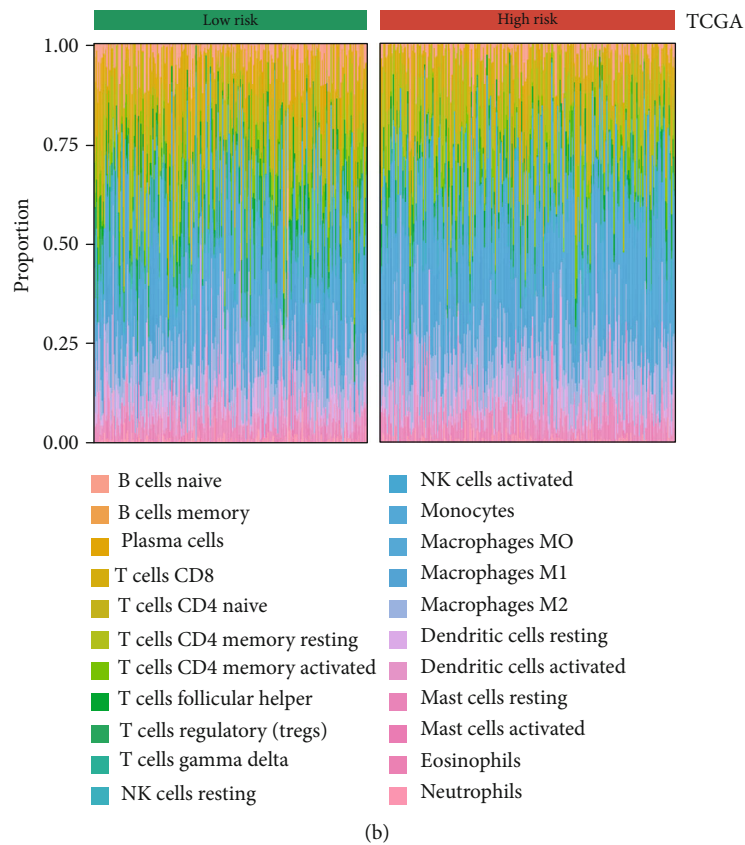 Low risk
High risk
TCGA
1.00
0.75
0.50
0.25
0.00
Proportion
B cells naive
B cells memory
Plasma cells
T cells CD8
T cells CD4 naive
T cells CD4 memory resting
T cells CD4 memory activated
T cells follicular helper
T cells regulatory (tregs)
T cells gamma delta
NK cells resting
NK cells activated
Monocytes
Macrophages MO
Macrophages M1
Macrophages M2
Dendritic cells resting
Dendritic cells activated
Mast cells resting
Mast cells activated
Eosinophils
Neutrophils
(b)